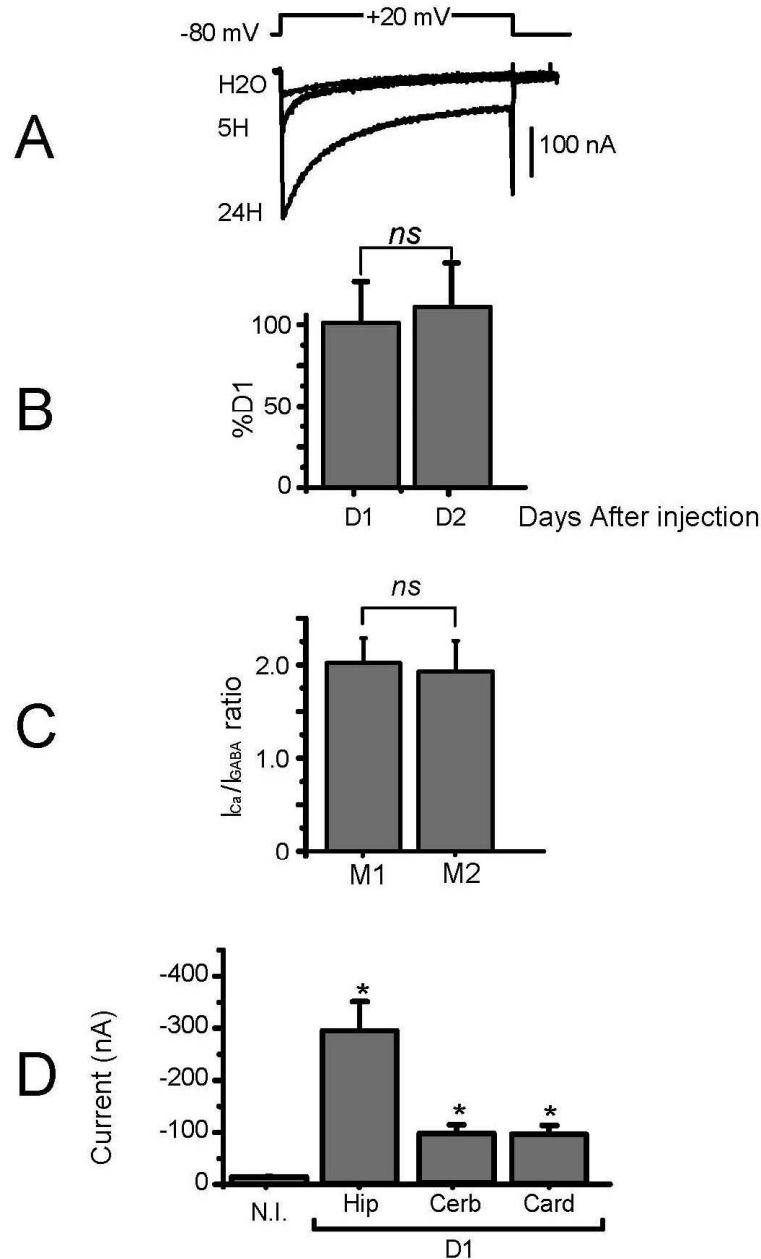 -80 mV
+20 mV
A
H2O
5H
24H
100 nA
B
ns
%D1
100
50
0
D1
D2
Days After injection
C
ns
ICa/IGABA ratio
2.0
1.0
0
M1
M2
D
Current (nA)
-400
-300
-200
-100
0
* * *
N.I.
Hip
Cerb
Card
D1